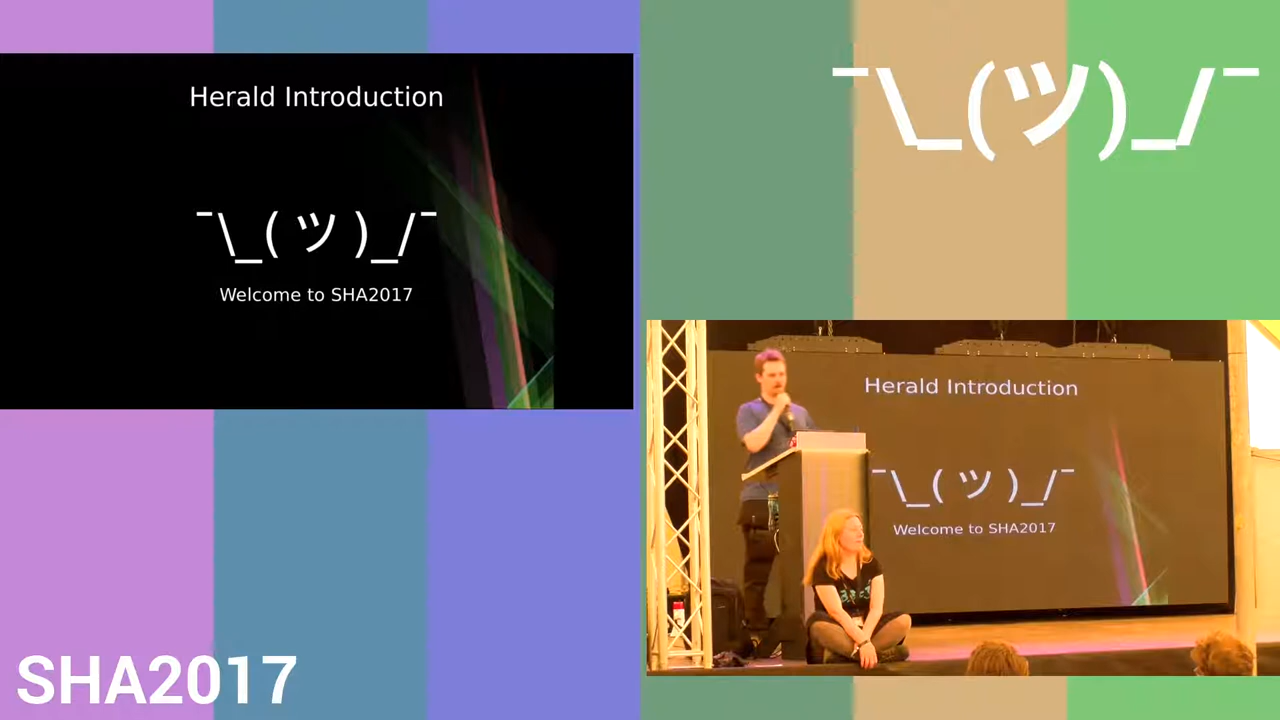 Herald Introduction
¯\_( ツ )_/¯
Welcome to SHA2017
¯\_(ツ)_/¯
Herald Introduction
¯\_( ツ )_/¯
Welcome to SHA2017
SHA2017